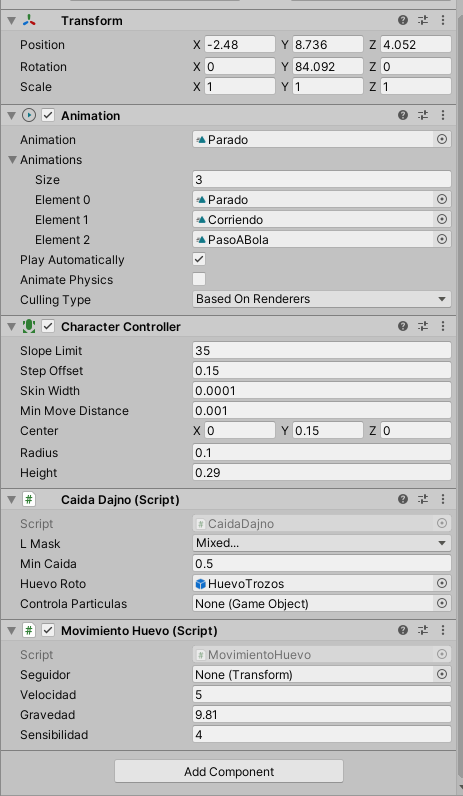 Transform
Position X -2.48 Y 8.736 Z 4.052
Rotation X 0 Y 84.092 Z 0
Scale X 1 Y 1 Z 1
Animation
Animation Parado
Animations
Size 3
Element 0 Parado
Element 1 Corriendo
Element 2 PasoABola
Play Automatically
Animate Physics
Culling Type Based On Renderers
Character Controller
Slope Limit 35
Step Offset 0.15
Skin Width 0.0001
Min Move Distance 0.001
Center X 0 Y 0.15 Z 0
Radius 0.1
Height 0.29
# Caida Dajno (Script)
Script # CaidaDajno
L Mask Mixed...
Min Caida 0.5
Huevo Roto HuevoTrozos
Controla Particulas None (Game Object)
# Movimiento Huevo (Script)
Script # MovimientoHuevo
Seguidor None (Transform)
Velocidad 5
Gravedad 9.81
Sensibilidad 4
Add Component